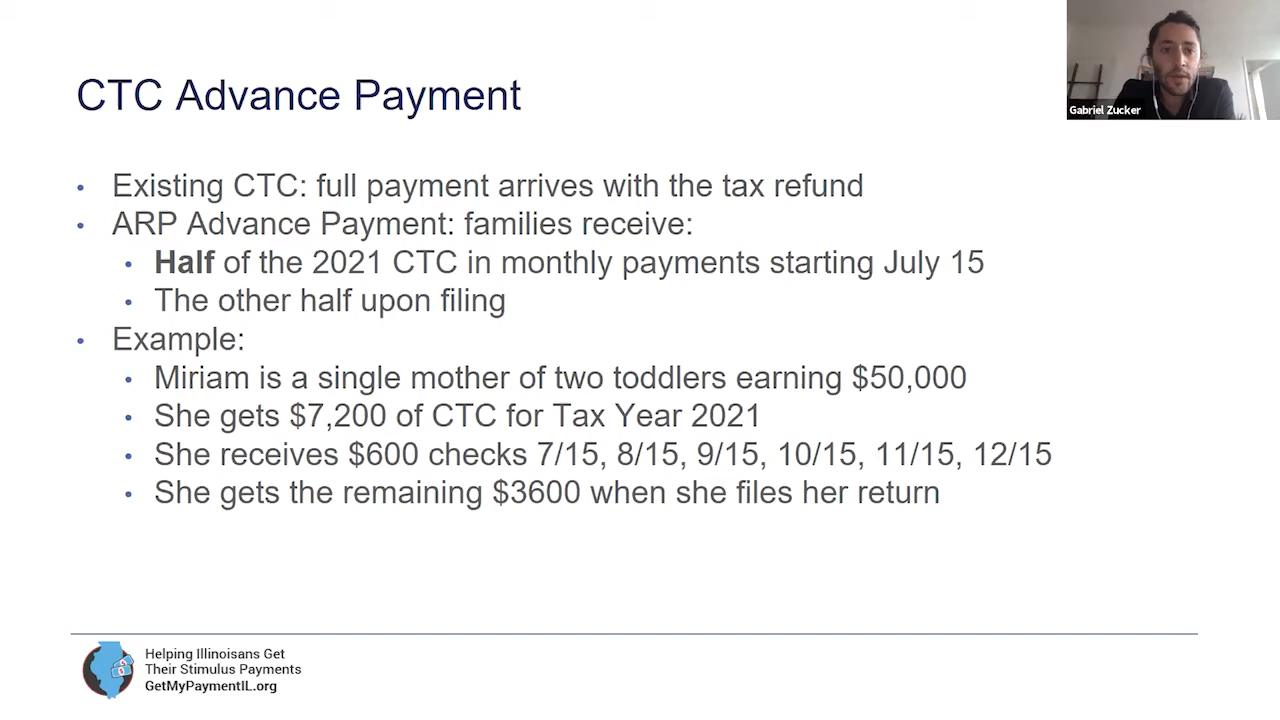 CTC Advance Payment
Gabriel Zucker
• Existing CTC: full payment arrives with the tax refund
• ARP Advance Payment: families receive:
• Half of the 2021 CTC in monthly payments starting July 15
• The other half upon filing
• Example:
• Miriam is a single mother of two toddlers earning $50,000
• She gets $7,200 of CTC for Tax Year 2021
• She receives $600 checks 7/15, 8/15, 9/15, 10/15, 11/15, 12/15
• She gets the remaining $3600 when she files her return
Helping Illinoisans Get
Their Stimulus Payments
GetMyPaymentIL.org